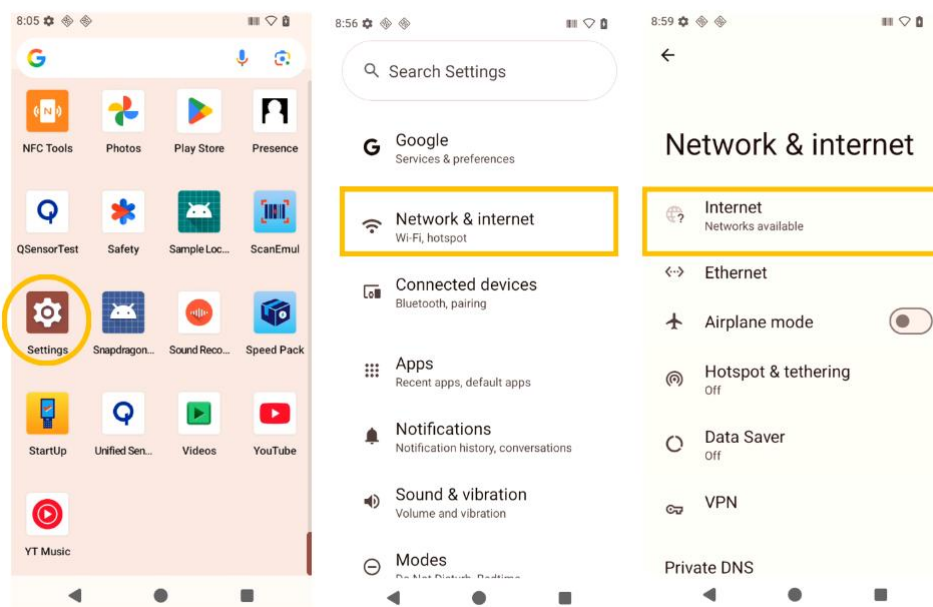 8:05
NFC Tools
Photos
Play Store
Presence
QSensorTest
Safety
Sample Loc...
ScanEmul
Settings
Snapdragon...
Sound Reco...
Speed Pack
StartUp
Unified Sen...
Videos
YouTube
YT Music
8:56
Search Settings
Google
Services & preferences
Network & internet
Wi-Fi, hotspot
Connected devices
Bluetooth, pairing
Apps
Recent apps, default apps
Notifications
Notification history, conversations
Sound & vibration
Volume and vibration
Modes
Do Not Disturb, Bedtime
8:59
Network & internet
Internet
Networks available
Ethernet
Airplane mode
Hotspot & tethering
Off
Data Saver
Off
VPN
Private DNS